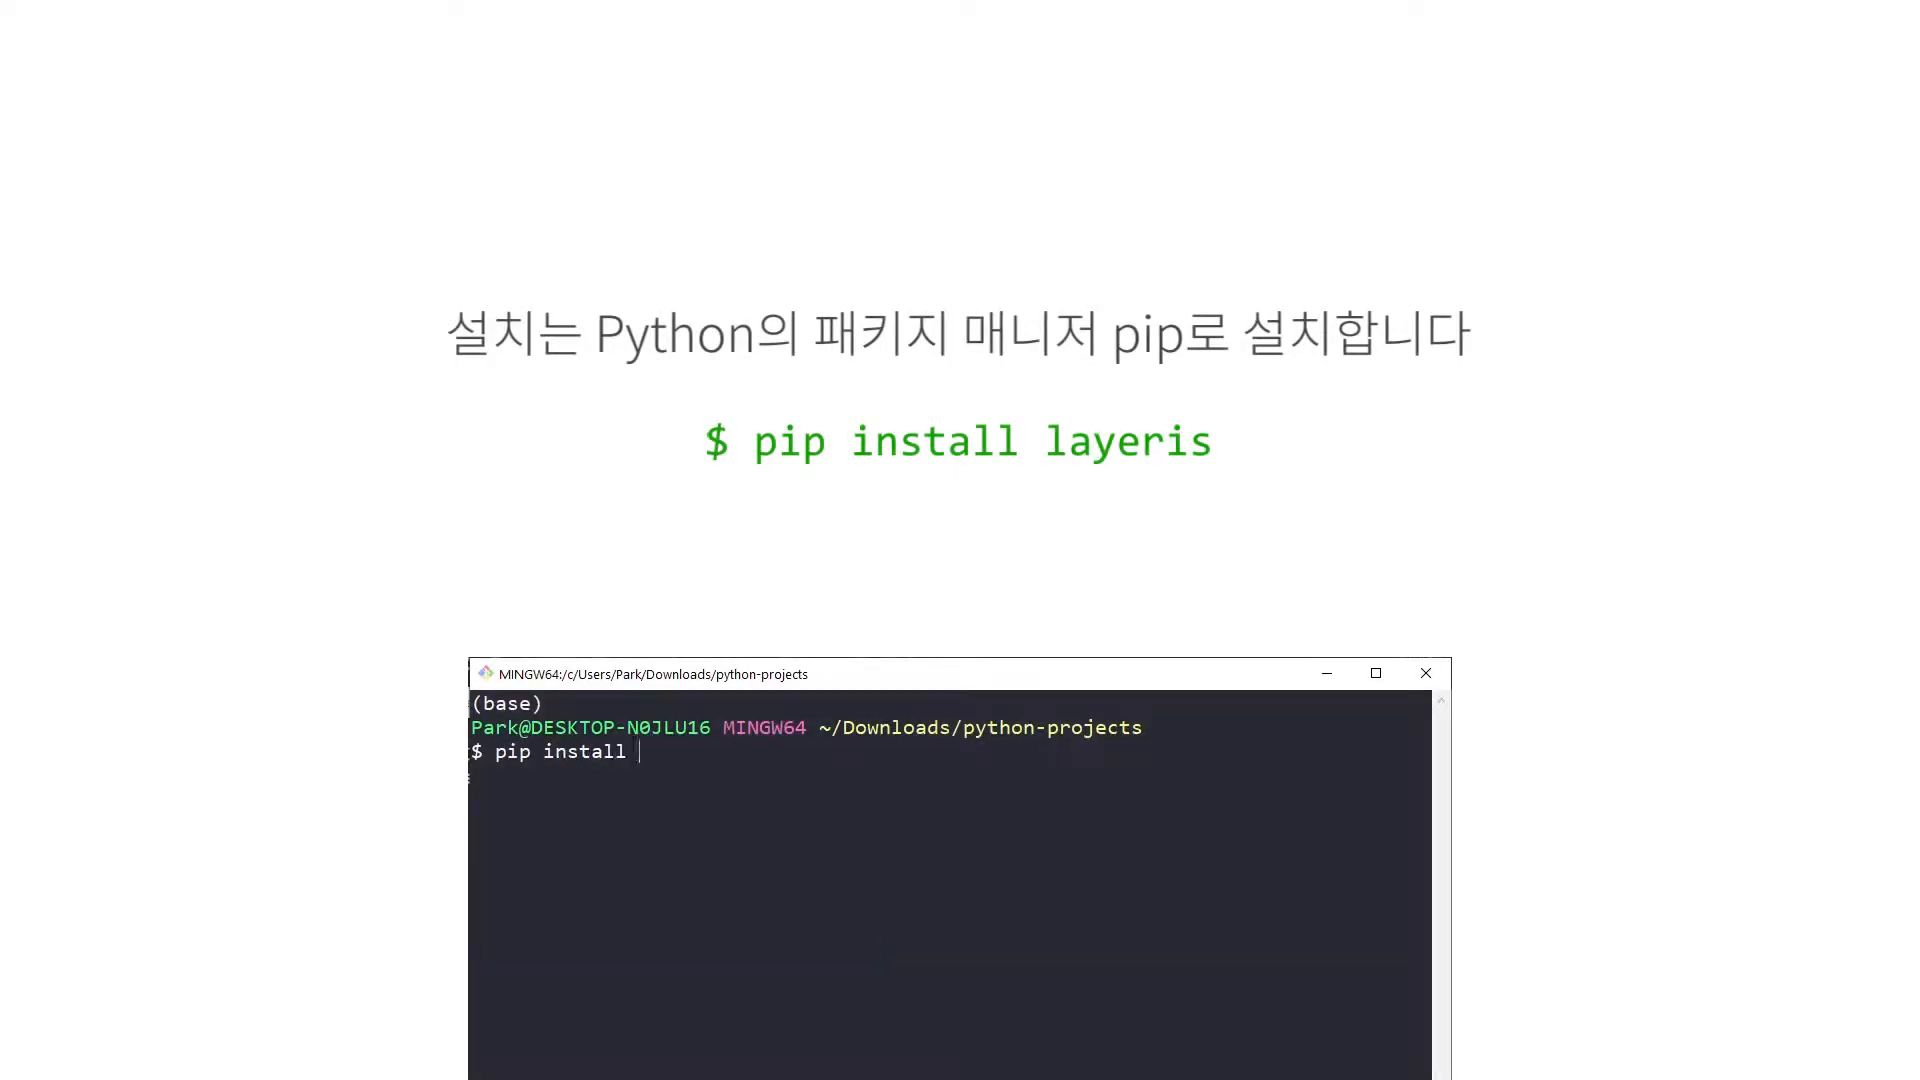 설치는 Python의 패키지 매니저 pip로 설치합니다
$ pip install layeris
MINGW64:/c/Users/Park/Downloads/python-projects
(base)
Park@DESKTOP-N0JLU16 MINGW64 ~/Downloads/python-projects
$ pip install